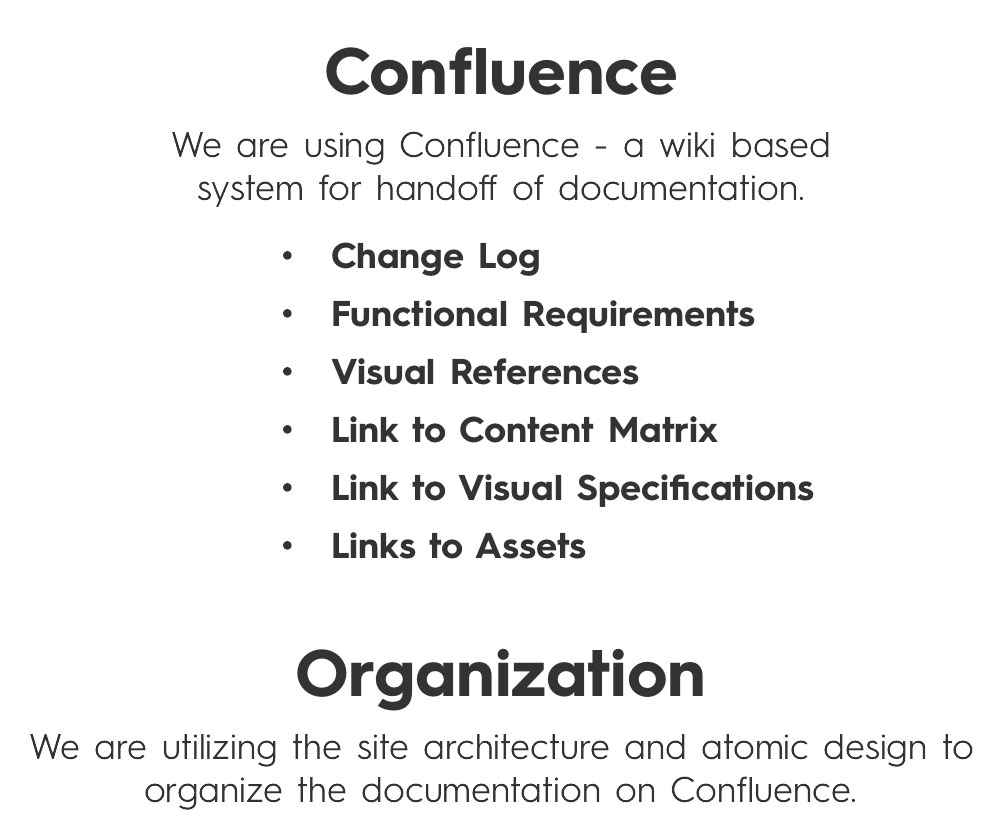 Confluence
We are using Confluence - a wiki based
system for handoff of documentation.
• Change Log
• Functional Requirements
• Visual References
• Link to Content Matrix
• Link to Visual Specifications
• Links to Assets
Organization
We are utilizing the site architecture and atomic design to
organize the documentation on Confluence.